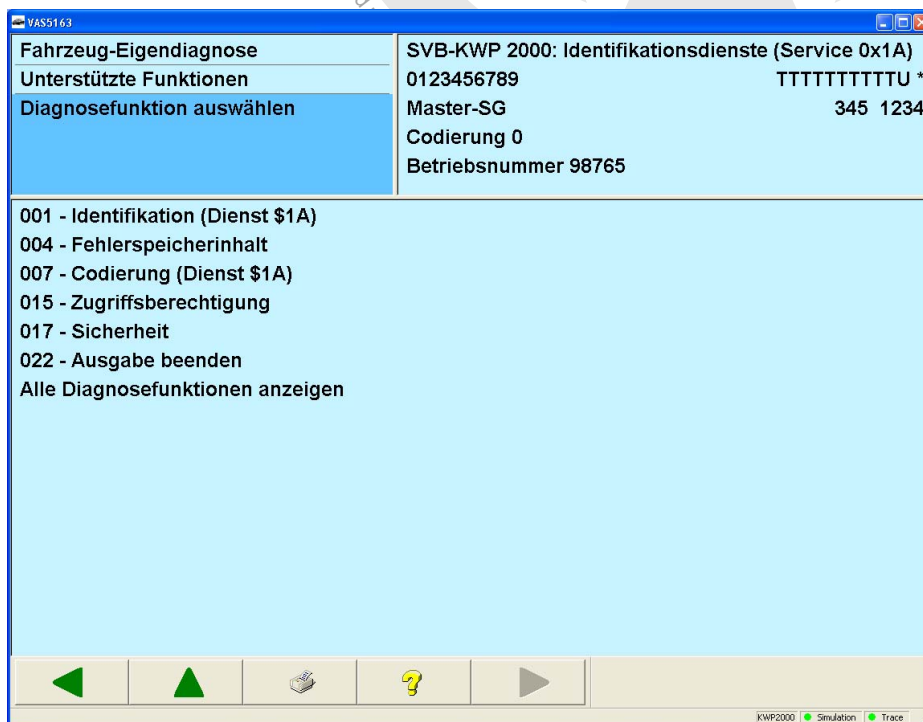 VAS5163
Fahrzeug-Eigendiagnose
Unterstützte Funktionen
Diagnosefunktion auswählen
SVB-KWP 2000: Identifikationsdienste (Service 0x1A)
0123456789 TTTTTTTTTTU *
Master-SG 345 1234
Codierung 0
Betriebsnummer 98765
001 - Identifikation (Dienst $1A)
004 - Fehlerspeicherinhalt
007 - Codierung (Dienst $1A)
015 - Zugriffsberechtigung
017 - Sicherheit
022 - Ausgabe beenden
Alle Diagnosefunktionen anzeigen
KWP2000 Simulation Trace